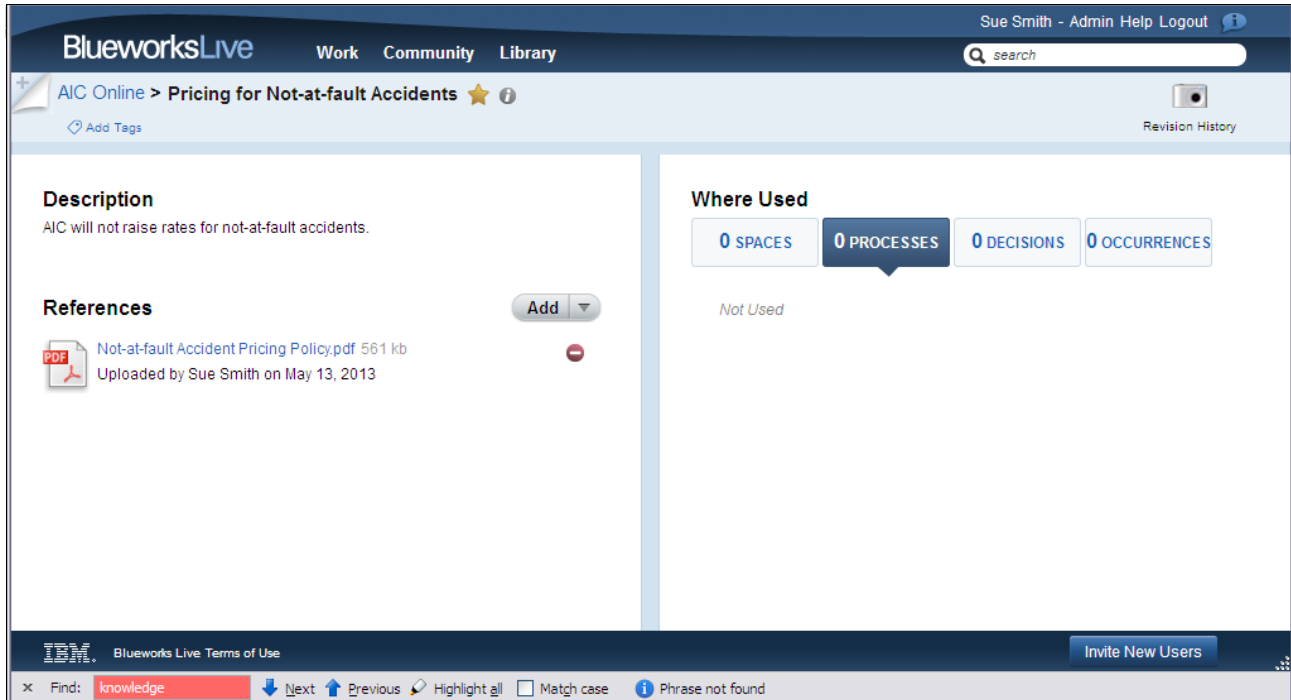 Sue Smith - Admin Help Logout
BlueworksLive
Work Community Library
search
AIC Online > Pricing for Not-at-fault Accidents
Add Tags
Revision History
Description
AIC will not raise rates for not-at-fault accidents.
References
Add
PDF
Not-at-fault Accident Pricing Policy.pdf 561 kb
Uploaded by Sue Smith on May 13, 2013
Where Used
0 SPACES 0 PROCESSES 0 DECISIONS 0 OCCURRENCES
Not Used
IBM. Blueworks Live Terms of Use
Invite New Users
× Find: knowledge Next Previous Highlight all Match case Phrase not found